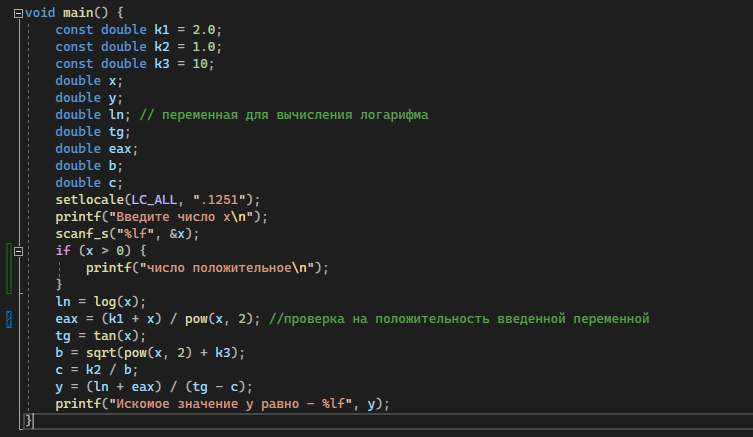 void main() {
const double k1 = 2.0;
const double k2 = 1.0;
const double k3 = 10;
double x;
double y;
double ln; // переменная для вычисления логарифма
double tg;
double eax;
double b;
double c;
setlocale(LC_ALL, ".1251");
printf("Введите число x\n");
scanf_s("%lf", &x);
if (x > 0) {
printf("число положительное\n");
}
ln = log(x);
eax = (k1 + x) / pow(x, 2); //проверка на положительность введенной переменной
tg = tan(x);
b = sqrt(pow(x, 2) + k3);
c = k2 / b;
y = (ln + eax) / (tg - c);
printf("Искомое значение y равно - %lf", y);
}